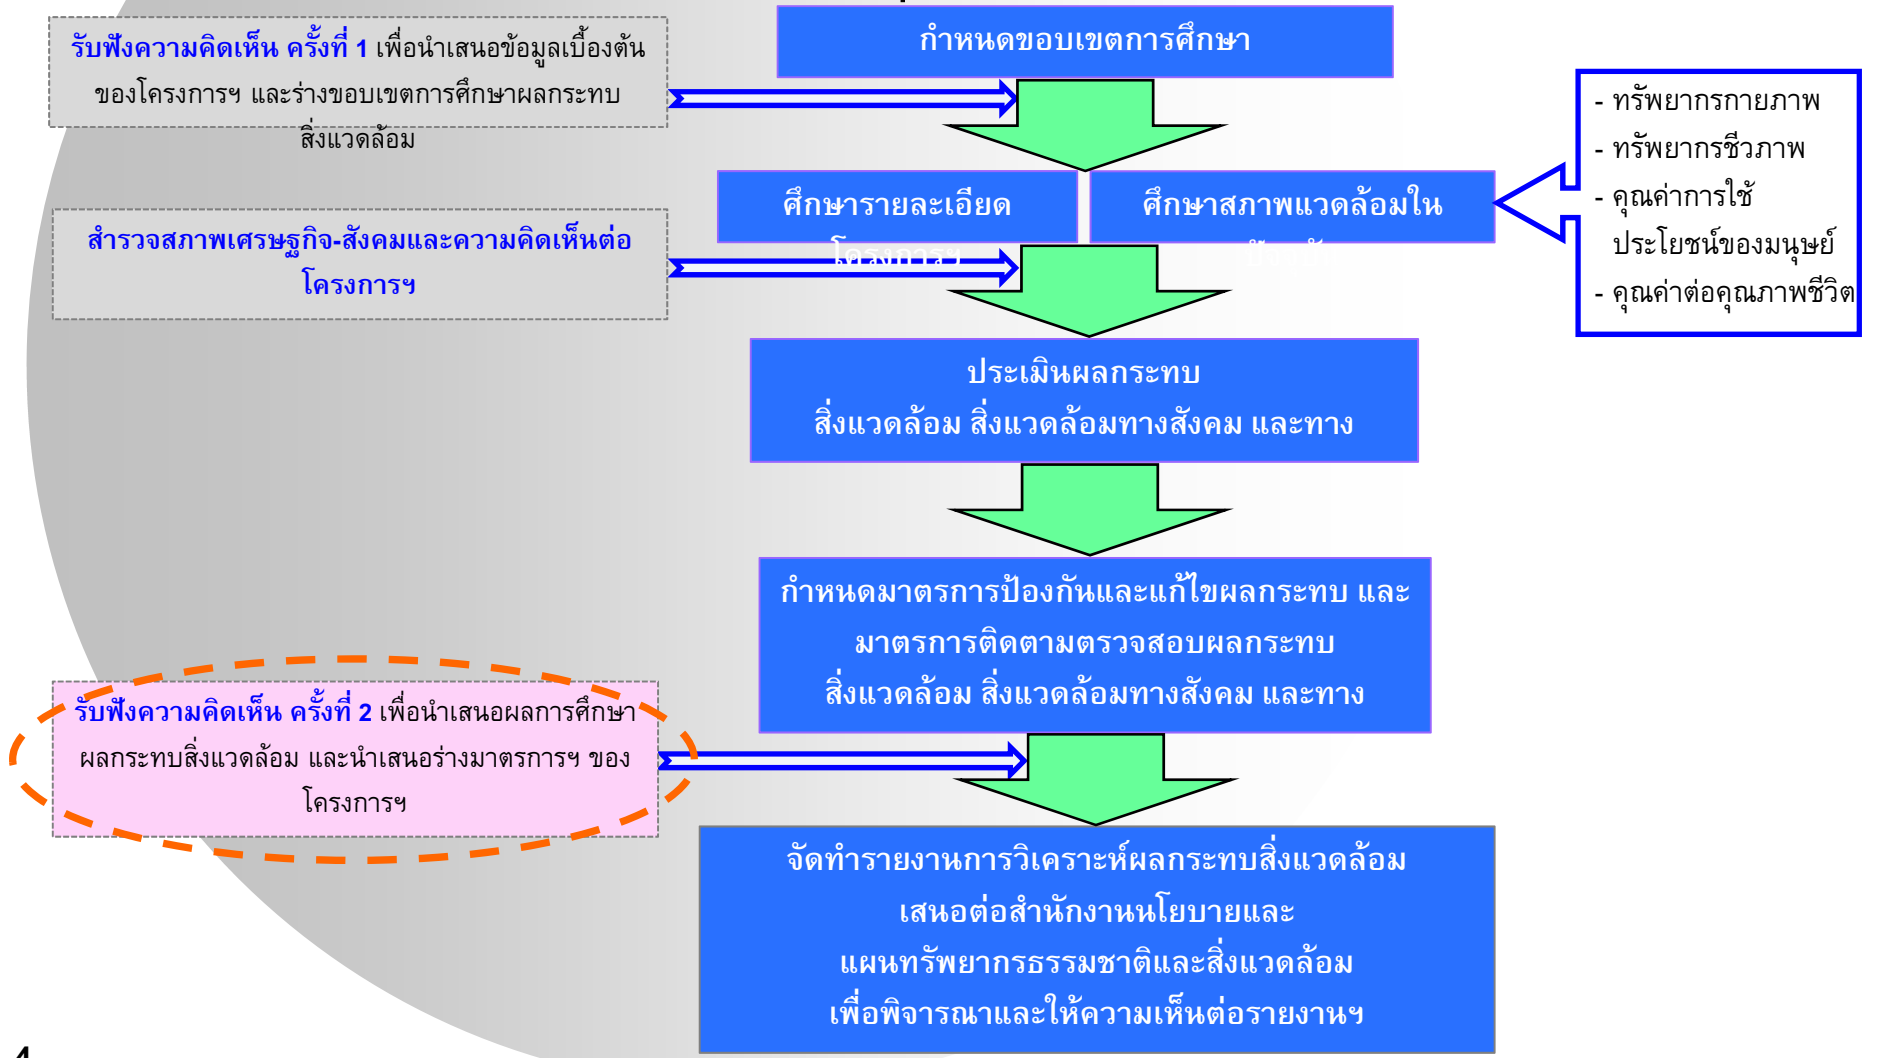 กำหนดขอบเขตการศึกษา
รับฟังความคิดเห็น ครั้งที่ 1 เพื่อนำเสนอข้อมูลเบื้องต้น
ของโครงการฯ และร่างขอบเขตการศึกษาผลกระทบ
สิ่งแวดล้อม
- ทรัพยากรกายภาพ
- ทรัพยากรชีวภาพ
- คุณค่าการใช้
ประโยชน์ของมนุษย์
- คุณค่าต่อคุณภาพชีวิต
ศึกษารายละเอียด
โครงการฯ
ศึกษาสภาพแวดล้อมใน
สำรวจสภาพเศรษฐกิจ-สังคมและความคิดเห็นต่อ
โครงการฯ
ประเมินผลกระทบ
สิ่งแวดล้อม สิ่งแวดล้อมทางสังคม และทาง
กำหนดมาตรการป้องกันและแก้ไขผลกระทบ และ
มาตรการติดตามตรวจสอบผลกระทบ
สิ่งแวดล้อม สิ่งแวดล้อมทางสังคม และทาง
รับฟังความคิดเห็น ครั้งที่ 2 เพื่อนำเสนอผลการศึกษา
ผลกระทบสิ่งแวดล้อม และนำเสนอร่างมาตรการฯ ของ
โครงการฯ
จัดทำรายงานการวิเคราะห์ผลกระทบสิ่งแวดล้อม
เสนอต่อสำนักงานนโยบายและ
แผนทรัพยากรธรรมชาติและสิ่งแวดล้อม
เพื่อพิจารณาและให้ความเห็นต่อรายงานฯ
4